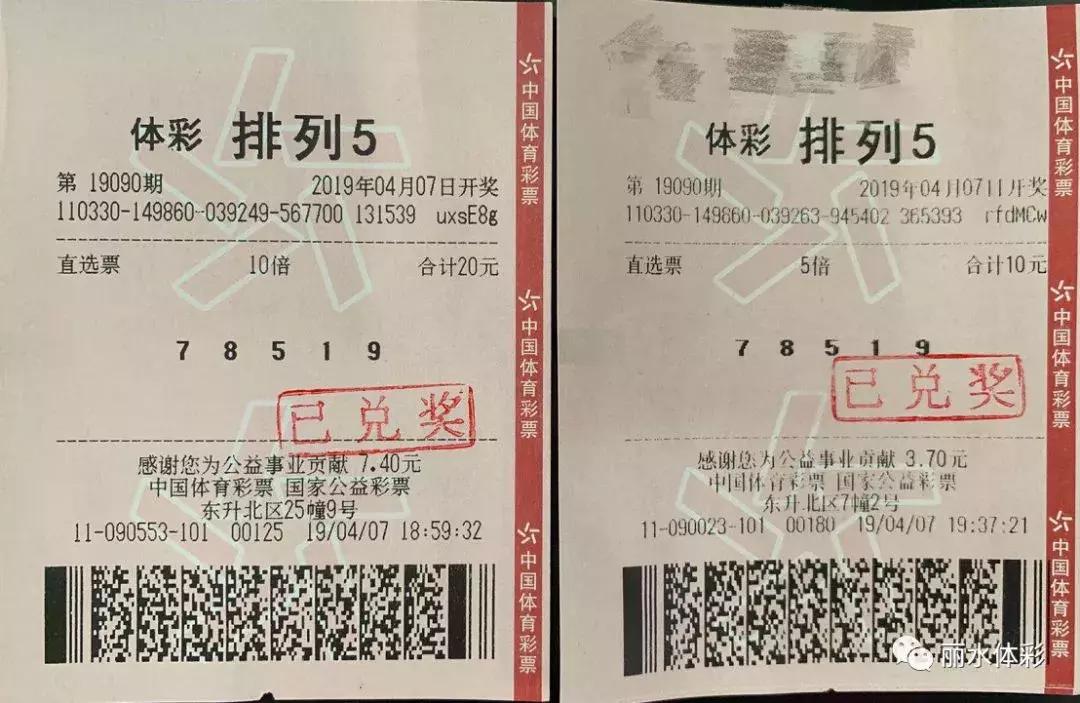 体彩 排列5
第 19090期 2019年04月07日开奖
110330-149860-039249-567700 131539 uxsE8g
直选票 10倍 合计20元
7 8 5 1 9
已兑奖
感谢您为公益事业贡献 7.40元
中国体育彩票 国家公益彩票
东升北区25幢9号
11-090553-101 00125 19/04/07 18:59:32
中国体育彩票
中国体育彩票
中国体育彩票
体彩 排列5
第 19090期 2019年04月07日开奖
110330-149860-039263-945402 365393 rfdMCw
直选票 5倍 合计10元
7 8 5 1 9
已兑奖
感谢您为公益事业贡献 3.70元
中国体育彩票 国家公益彩票
东升北区7幢2号
11-090023-101 00180 19/04/07 19:37:21
中国体育彩票
中国体育彩票
中国体育彩票
丽水体彩